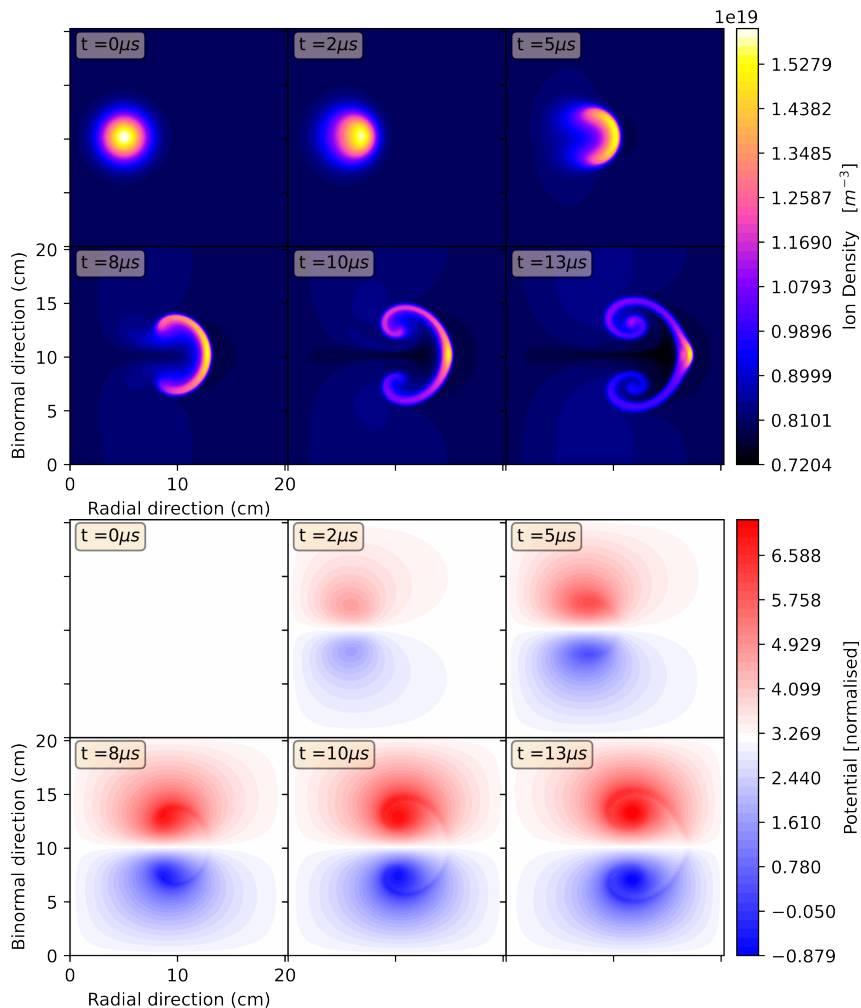 1e19
t =0μs
t =2μs
t =5μs
1.5279
1.4382
1.3485
1.2587
1.1690
1.0793
0.9896
0.8999
0.8101
0.7204
Ion Density [m⁻³]
20
15
10
5
0
Binormal direction (cm)
t =8μs
t =10μs
t =13μs
0
10
20
Radial direction (cm)
t =0μs
t =2μs
t =5μs
6.588
5.758
4.929
4.099
3.269
2.440
1.610
0.780
−0.050
−0.879
Potential [normalised]
20
15
10
5
0
Binormal direction (cm)
t =8μs
t =10μs
t =13μs
0
10
20
Radial direction (cm)